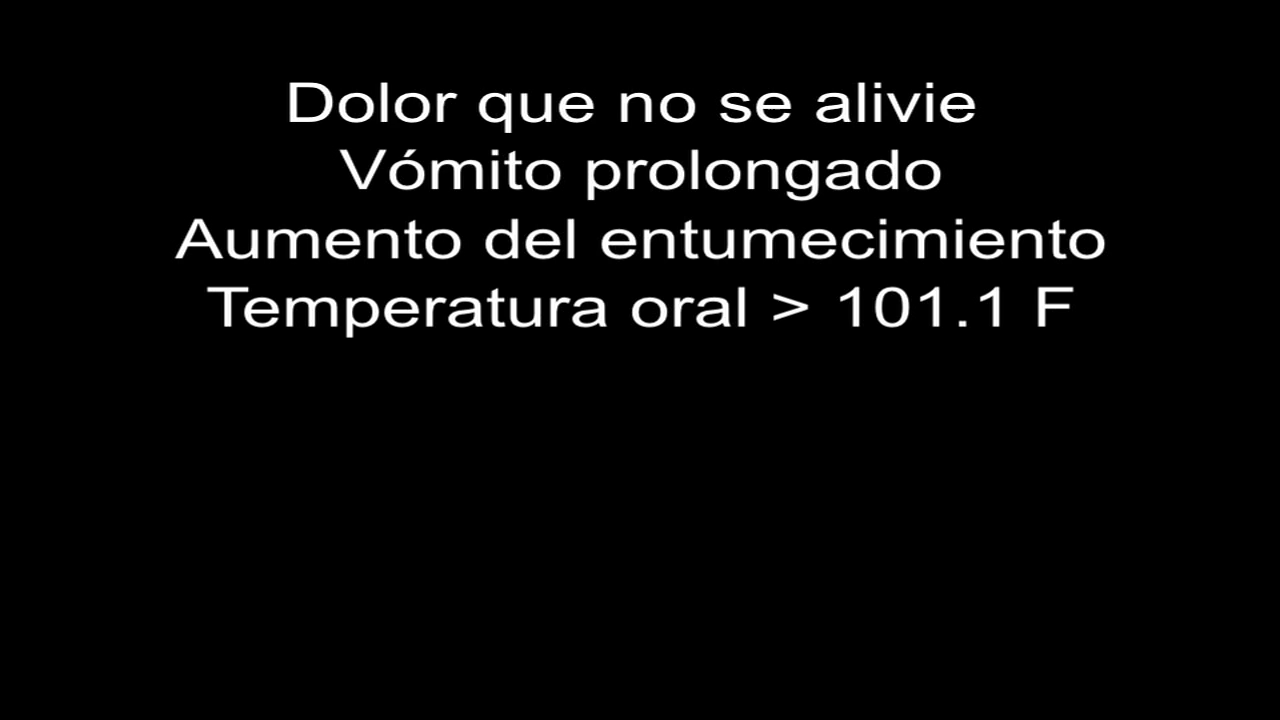 Dolor que no se alivie
Vómito prolongado
Aumento del entumecimiento
Temperatura oral > 101.1 F